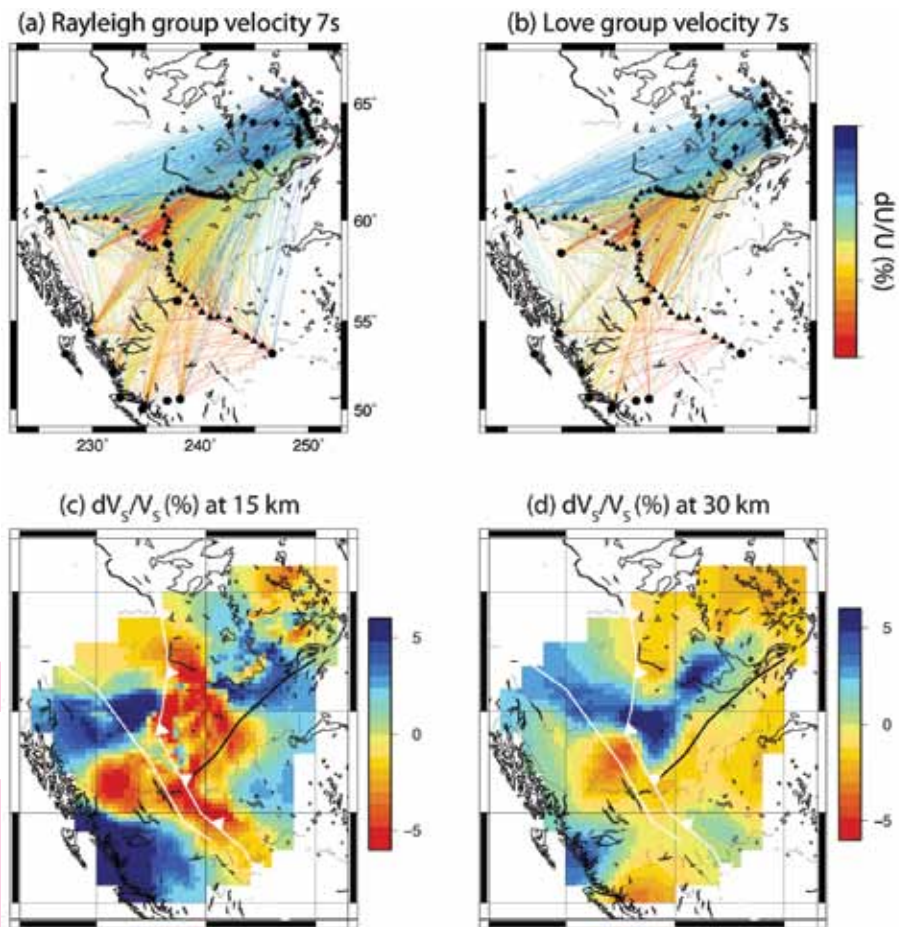 (a) Rayleigh group velocity 7s
(b) Love group velocity 7s
65°
60°
55°
50°
230
240
250
dU/U (%)
(c) dVS/VS (%) at 15 km
(d) dVS/VS (%) at 30 km
5
0
−5
5
0
−5